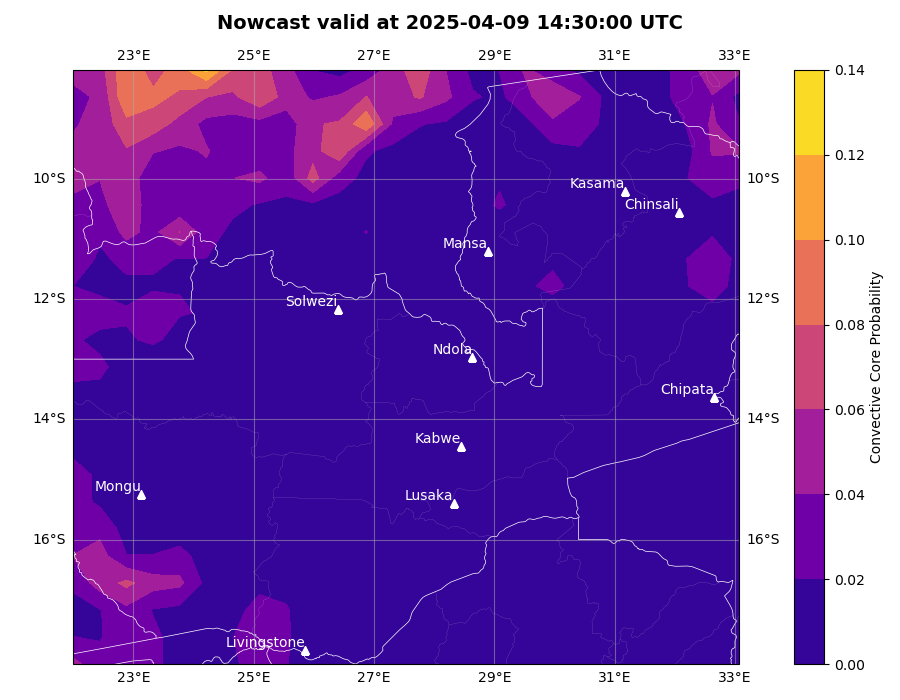 Nowcast valid at 2025-04-09 14:30:00 UTC
23°E 25°E 27°E 29°E 31°E 33°E
0.14
0.12
10°S Kasama 10°S
Chinsali
0.10
Mansa
12°S Solwezi 12°S
0.08
Ndola
Chipata
0.06
14°S 14°S
Kabwe
Mongu Lusaka
0.04
16°S 16°S
0.02
Livingstone
0.00
23°E 25°E 27°E 29°E 31°E 33°E
Convective Core Probability